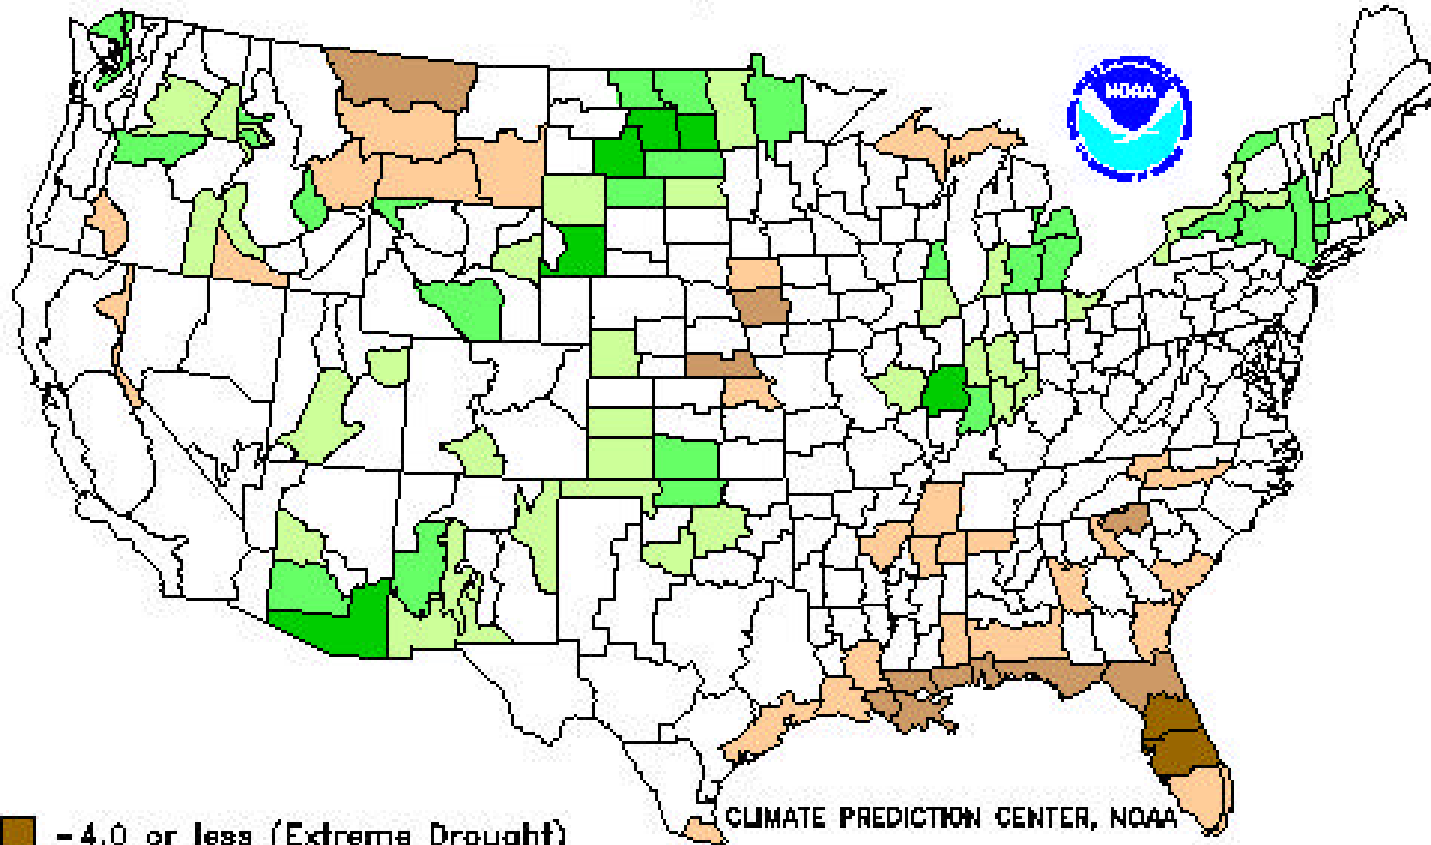 NOAA
CLIMATE PREDICTION CENTER, NOAA
-4.0 or less (Extreme Drought)